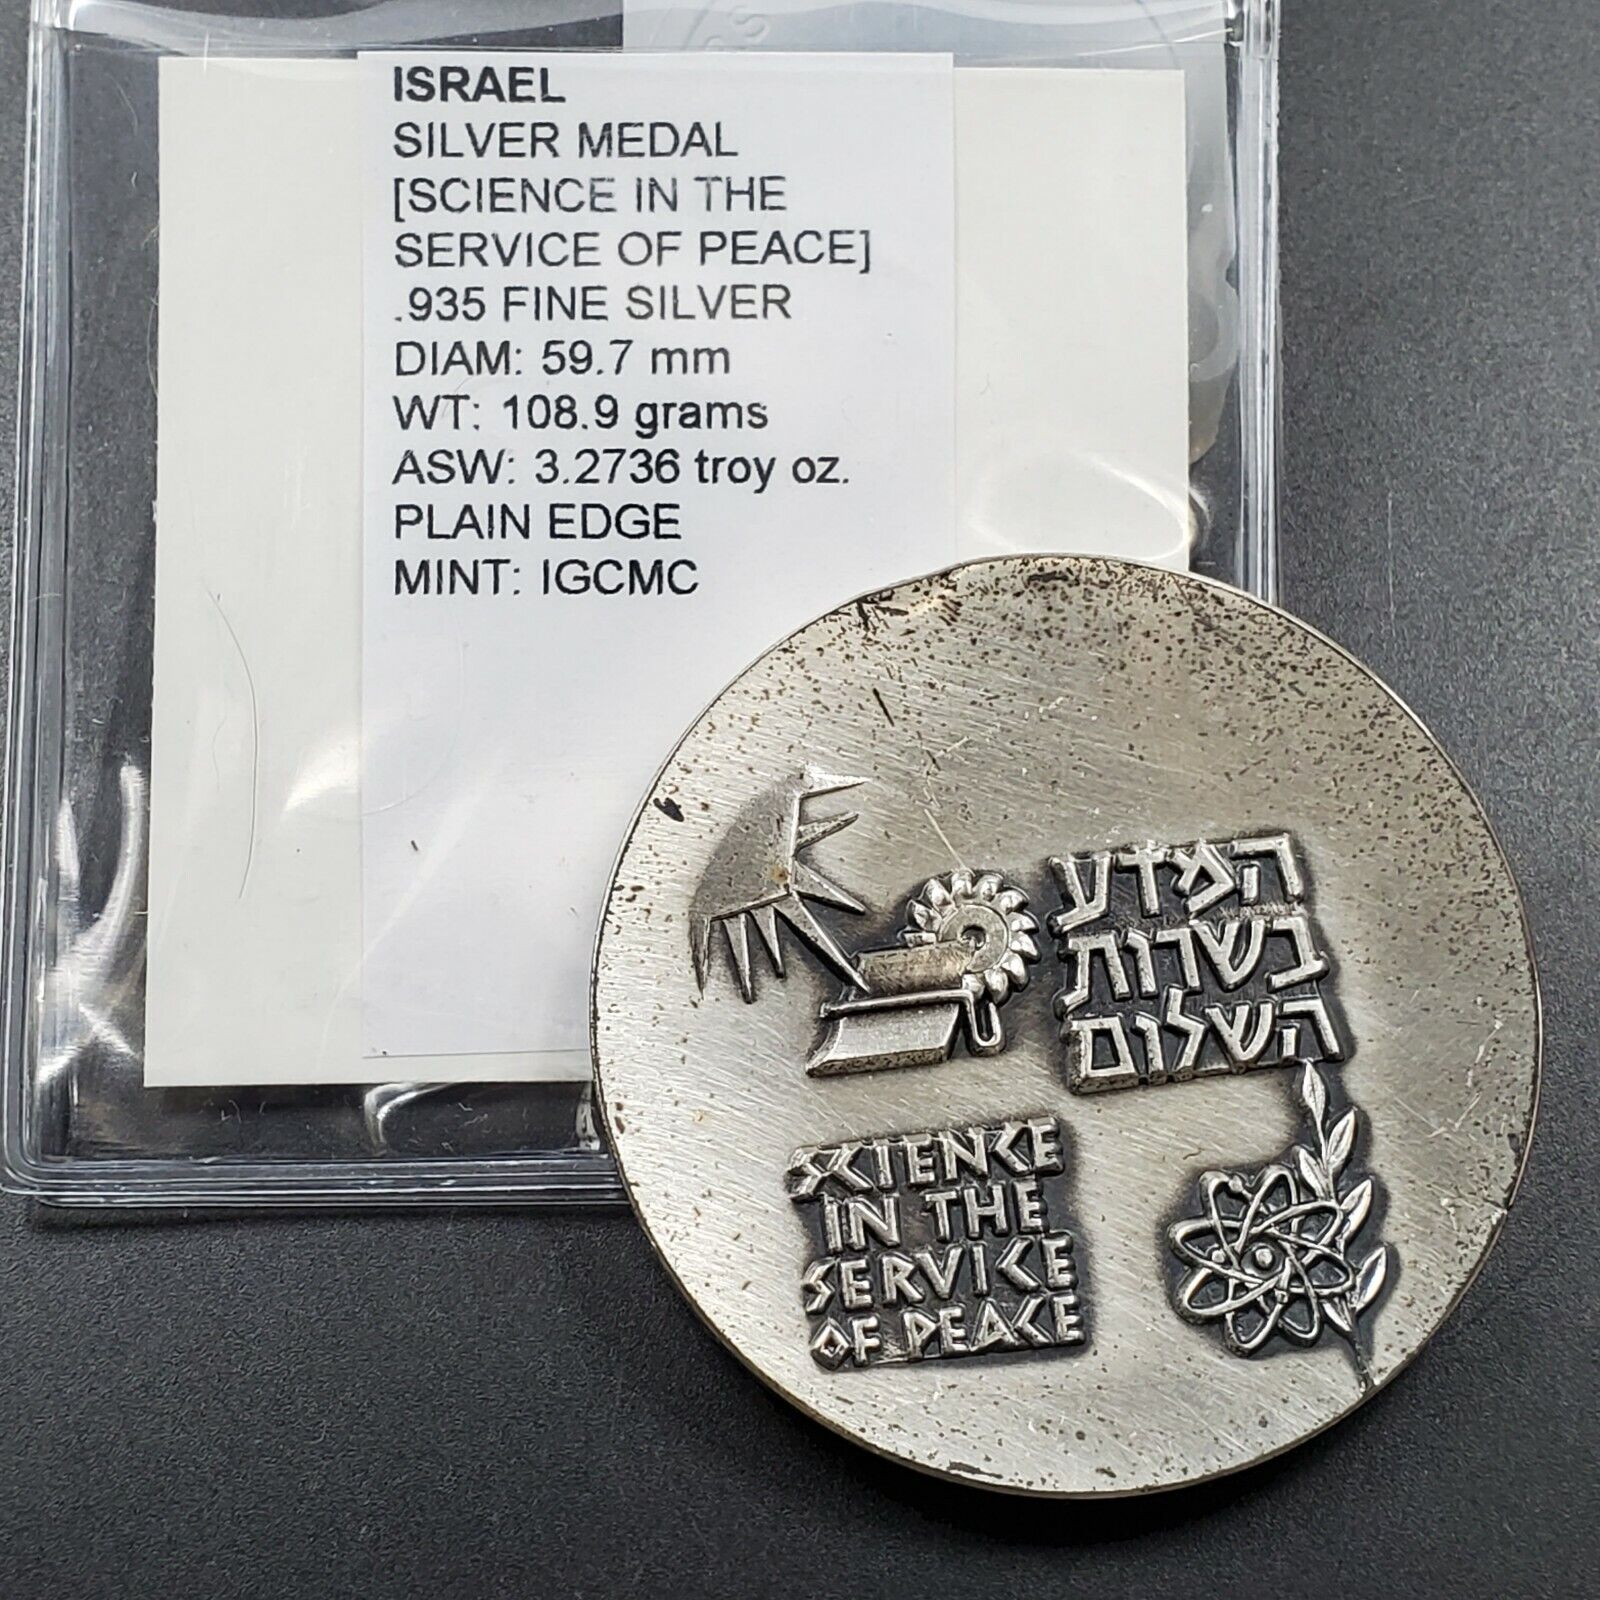 ISRAEL
SILVER MEDAL
[SCIENCE IN THE
SERVICE OF PEACE]
.935 FINE SILVER
DIAM: 59.7 mm
WT: 108.9 grams
ASW: 3.2736 troy oz.
PLAIN EDGE
MINT: IGCMC
המדע
בשרות
השלום
SCIENCE
IN THE
SERVICE
OF PEACE